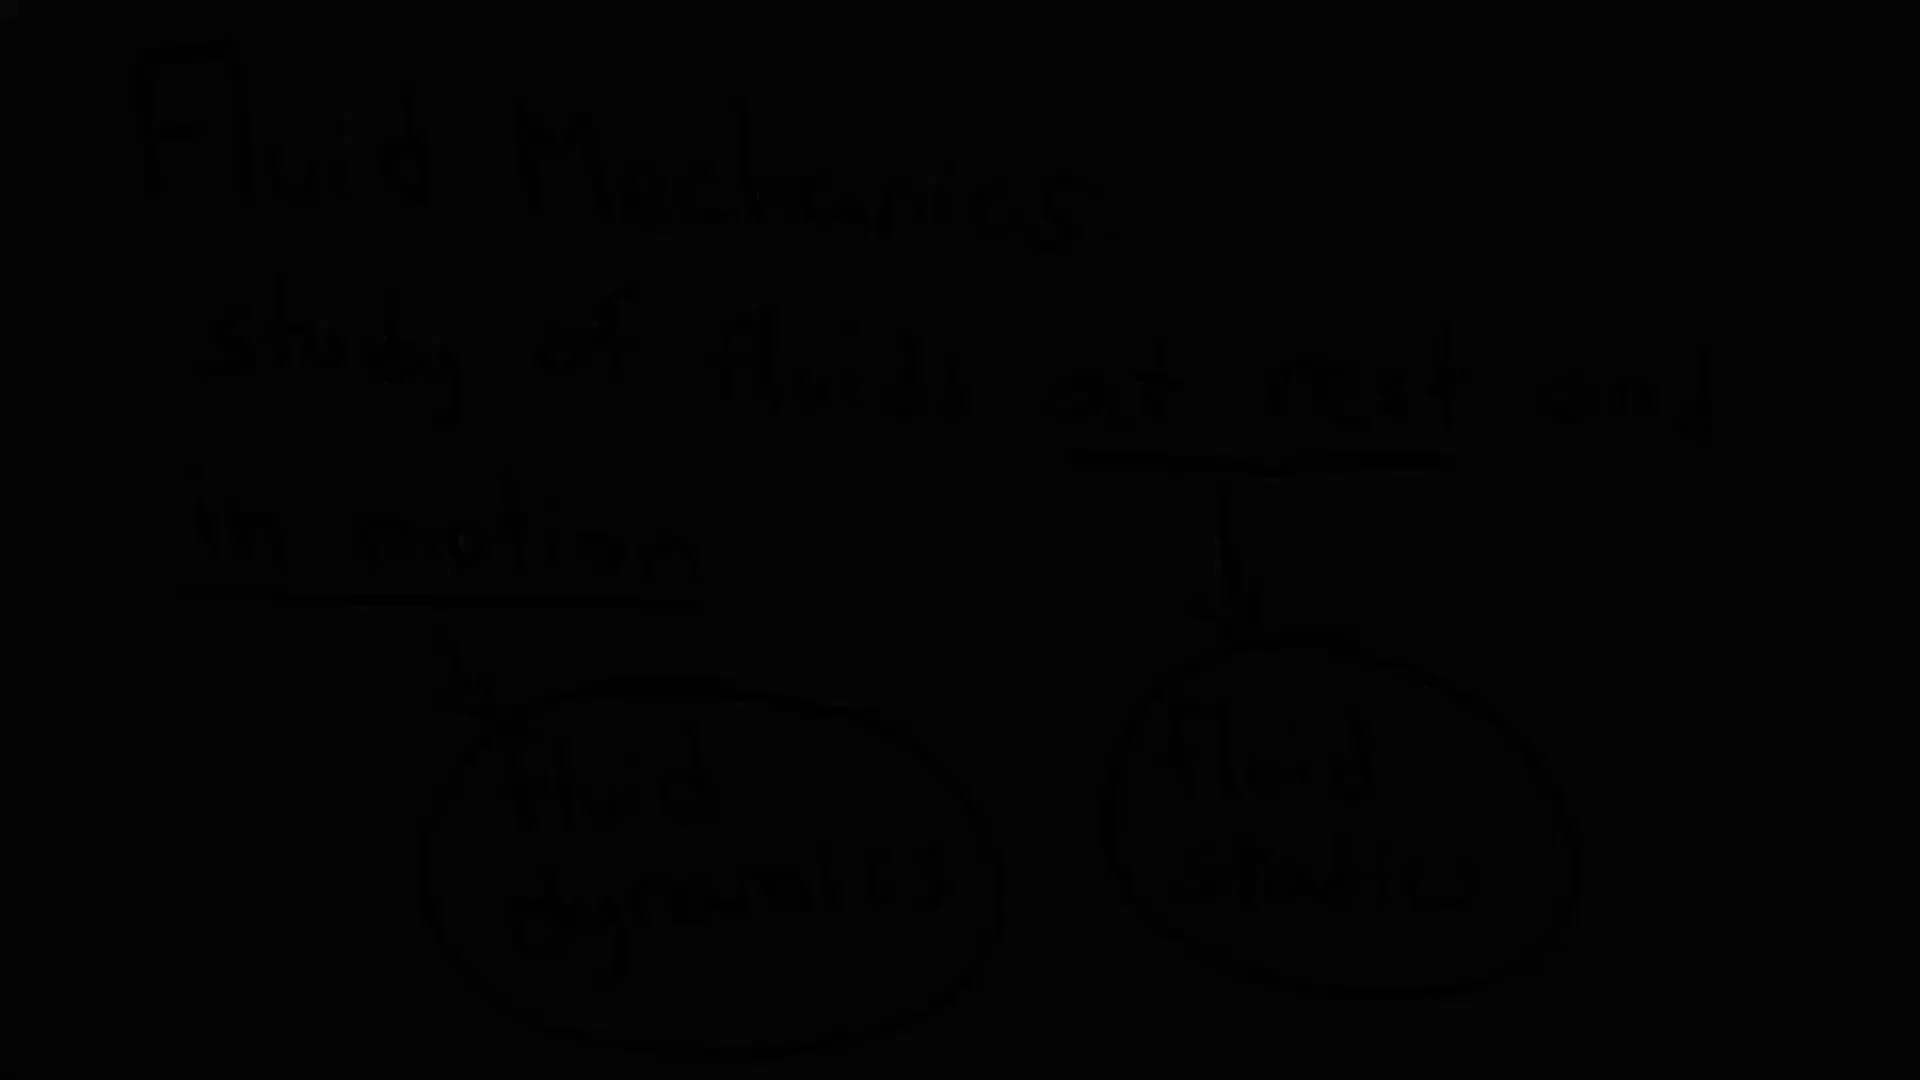 Fluid Mechanics
study of fluids at rest and
in motion
fluid
dynamics
Fluid
statics